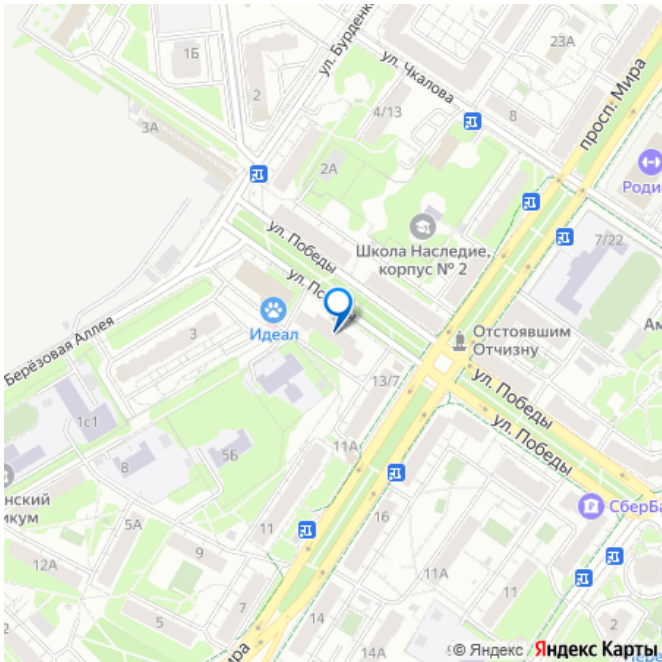 1Б
ул. Бурденко
ул. Чкалова
23А
просп. Мира
2
4/13
8
3А
2А
Роди
ул. Победы
Школа Наследие,
корпус № 2
7/22
ул. По
Идеал
Отстоявшим
Отчизну
Ам
Берёзовая Аллея
3
13/7
ул. Победы
ул. Победы
1с1
11А
5Б
8
нский
икум
СберБа
5А
11
16
9
12А
11А
11
7
5
14
2
ира
14А
© Яндекс
Яндекс Карты